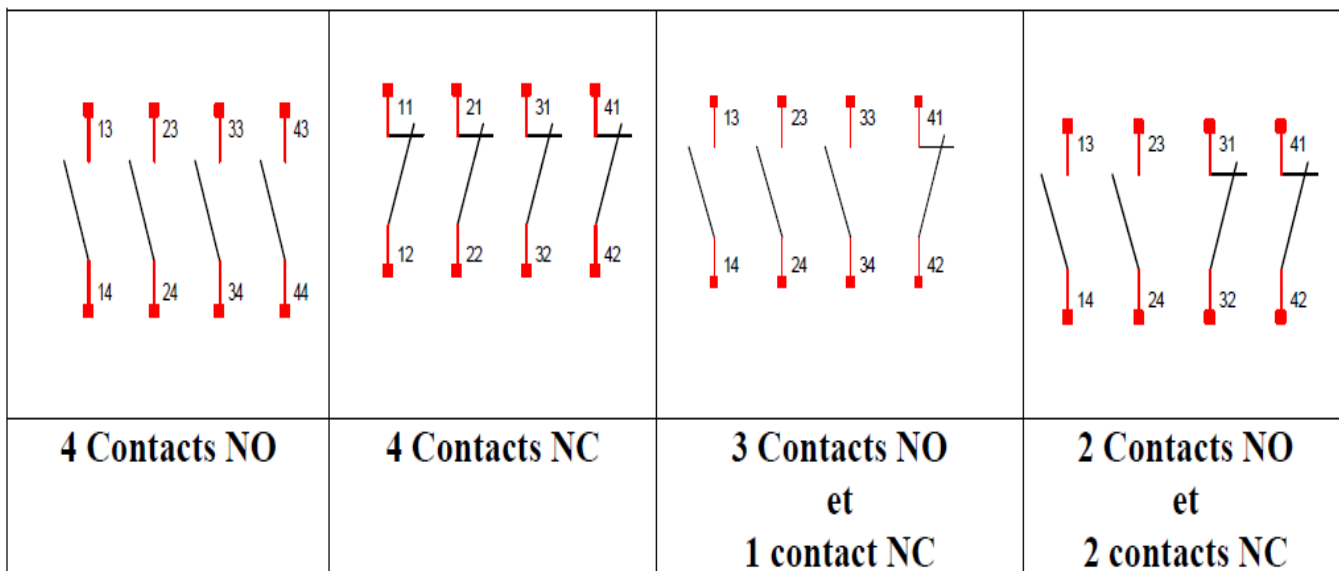 13 23 33 43
14 24 34 44
11 21 31 41
12 22 32 42
13 23 33 41
14 24 34 42
13 23 31 41
14 24 32 42
4 Contacts NO
4 Contacts NC
3 Contacts NO
et
1 contact NC
2 Contacts NO
et
2 contacts NC